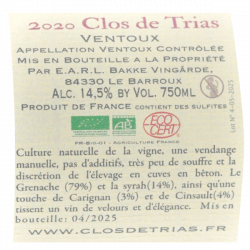 2020 Clos de Trias
VENTOUX
APPELLATION VENTOUX CONTRÔLÉE
MIS EN BOUTEILLE A LA PROPRIÉTÉ
PAR E.A.R.L. BAKKE VINGÅRDE,
84330 LE BARROUX
ALC. 14,5% BY VOL. 750ML
PRODUIT DE FRANCE CONTIENT DES SULFITES
AB
ECO
CERT
FR-BIO-01 - AGRICULTURE FRANCE
Culture naturelle de la vigne, une vendange
manuelle, pas d'additifs, très peu de souffre et la
discrétion de l'élevage en cuves en béton. Le
Grenache (79%) et la syrah(14%), ainsi qu'une
touche de Carignan (3%) et de Cinsault(4%)
tissent un vin de velours et d'élégance. Mis en
bouteille: 04/2025
WWW.CLOSDETRIAS.FR